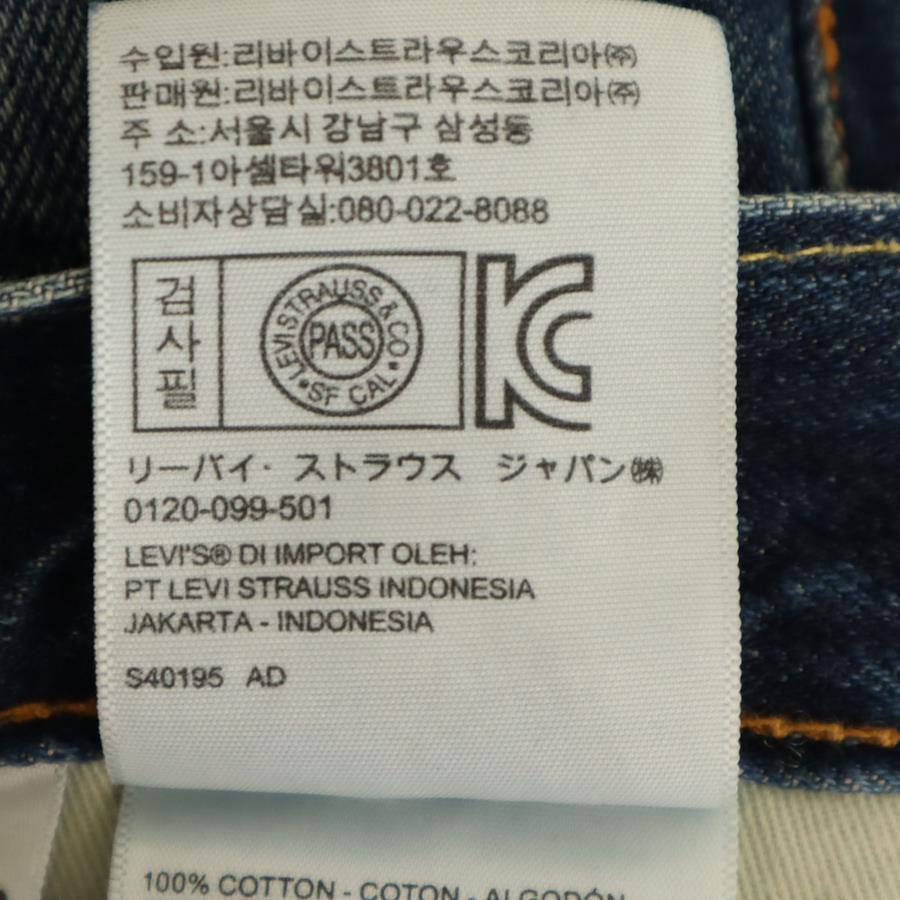 수입원:리바이스트라우스코리아㈜
판매원:리바이스트라우스코리아㈜
주 소:서울시 강남구 삼성동
159-1아셈타워3801호
소비자상담실:080-022-8088
검
사
필
LEVI STRAUSS & CO
PASS
• SF CAL •
KC
リーバイ・ストラウス ジャパン㈱
0120-099-501
LEVI'S® DI IMPORT OLEH:
PT LEVI STRAUSS INDONESIA
JAKARTA - INDONESIA
S40195 AD
100% COTTON - COTON - ALGODÓN